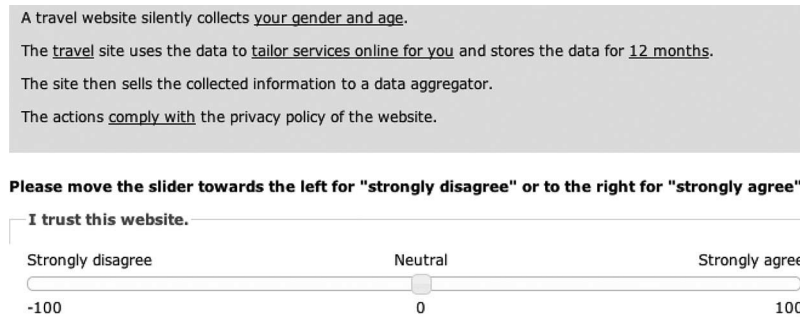 A travel website silently collects your gender and age.
The travel site uses the data to tailor services online for you and stores the data for 12 months.
The site then sells the collected information to a data aggregator.
The actions comply with the privacy policy of the website.
Please move the slider towards the left for "strongly disagree" or to the right for "strongly agree"
I trust this website.
Strongly disagree Neutral Strongly agree
-100 0 100